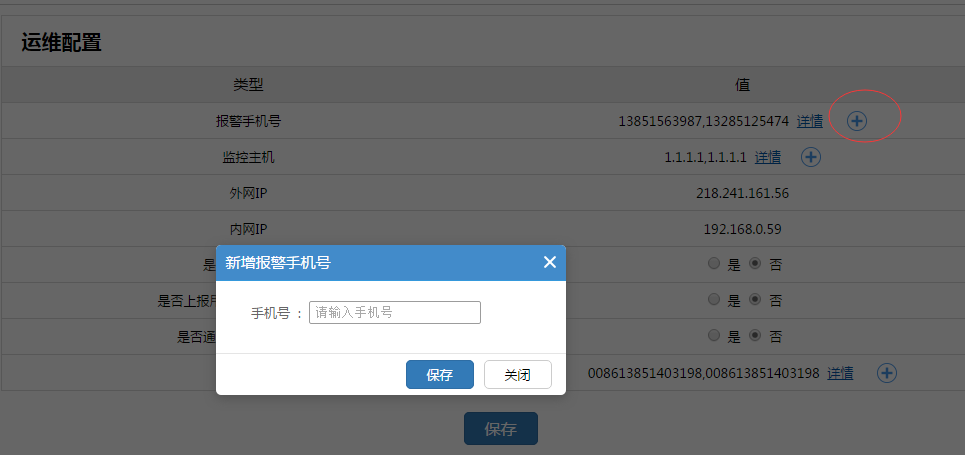 运维配置
类型 值
报警手机号 13851563987,13285125474 详情
监控主机 1.1.1.1,1.1.1.1 详情
外网IP 218.241.161.56
内网IP 192.168.0.59
新增报警手机号
是 是 否
手机号 : 请输入手机号
是否上报 是 否
是否通 是 否
保存 关闭
008613851403198,008613851403198 详情
保存